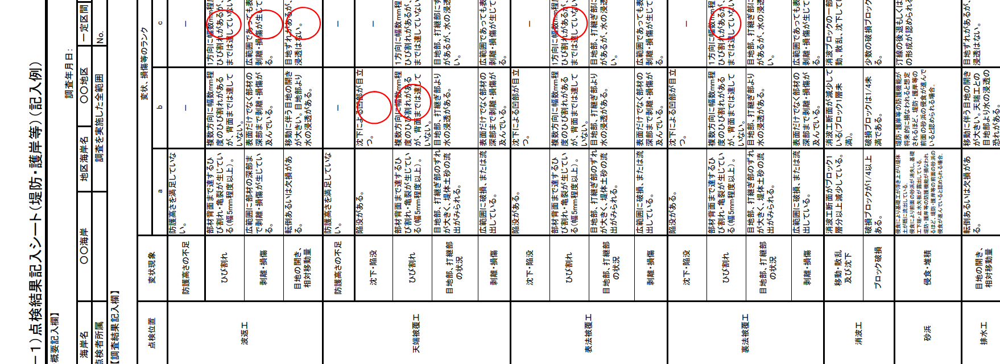 －１）点検結果記入シート（堤防・護岸等）（記入例）
概要記入欄】
調査年月日：
海岸名
〇〇海岸
地区海岸名
〇〇地区
一定区間
点検者所属
調査を実施した全範囲
No.
【調査結果記入欄】
点検位置
変状現象
変状、損傷等のランク
a
b
c
波返工
防護高さの不足
防護高さを満足していな
い。
－
－
ひび割れ
部材背面まで達するひ
び割れ・亀裂が生じてい
る（幅5mm程度以上）。
複数方向に幅数mm程
度のひび割れがある
が、背面までは達して
いない。
1方向に幅数mm程度
ひび割れがあるが、
までは達していない
剥離・損傷
広範囲に部材の深部ま
で剥離・損傷が生じてい
る。
表面だけでなく部材の
深部まで剥離・損傷が
及んでいる。
広範囲であっても表
剥離・損傷が生じて
る。
目地の開き、
相対移動量
転倒あるいは欠損があ
る。
移動に伴う目地の開き
が大きい。目地部より
水の浸透がある。
目地ずれがあるが、
浸透はない。
天端被覆工
防護高さの不足
防護高さを満足していな
い。
－
－
沈下・陥没
陥没がある。
沈下による凹部が目立
つ。
－
ひび割れ
部材背面まで達するひ
び割れ・亀裂が生じてい
る（幅5mm程度以上）。
複数方向に幅数mm程
度のひび割れがある
が、背面までは達して
いない。
1方向に幅数mm程
ひび割れがあるが、
までは達していない
目地部、打継部
の状況
目地部、打継ぎ部のずれ
が大きく、堤体土砂の流
出がみられる。
目地部、打継ぎ部より
水の浸透がある。
目地部、打継部にず
があるが、水の浸透
い。
剥離・損傷
広範囲に破損、または流
出している。
表面だけでなく部材の
深部まで剥離・損傷が
及んでいる。
広範囲であっても表
剥離・損傷が生じて
る。
表法被覆工
沈下・陥没
陥没がある。
沈下による凹部が目立
つ。
－
ひび割れ
部材背面まで達するひ
び割れ・亀裂が生じてい
る（幅5mm程度以上）。
複数方向に幅数mm程
度のひび割れがある
が、背面までは達して
いない。
1方向に幅数mm程
ひび割れがあるが、
までは達していない
目地部、打継部
の状況
目地部、打継ぎ部のずれ
が大きく、堤体土砂の流
出がみられる。
目地部、打継ぎ部より
水の浸透がある。
目地部、打継ぎ部に
があるが、水の浸透
い。
剥離・損傷
広範囲に破損、または流
出している。
表面だけでなく部材の
深部まで剥離・損傷が
及んでいる。
広範囲であっても表
剥離・損傷が生じて
る。
裏法被覆工
沈下・陥没
陥没がある。
沈下による凹部が目立
つ。
－
ひび割れ
部材背面まで達するひ
び割れ・亀裂が生じてい
る（幅5mm程度以上）。
複数方向に幅数mm程
度のひび割れがある
が、背面までは達して
いない。
1方向に幅数mm程
ひび割れがあるが、
までは達していない
目地部、打継部
の状況
目地部、打継ぎ部のずれ
が大きく、堤体土砂の流
出がみられる。
目地部、打継ぎ部より
水の浸透がある。
目地部、打継ぎ部に
があるが、水の浸透
い。
剥離・損傷
広範囲に破損、または流
出している。
表面だけでなく部材の
深部まで剥離・損傷が
及んでいる。
広範囲であっても表
剥離・損傷が生じて
る。
消波工
移動・散乱
及び沈下
消波工断面がブロック1
層分以上減少している。
消波工断面が減少して
いる（ブロック1層未
満）。
消波ブロックの一部
動、散乱、沈下して
ブロック破損
破損ブロックが1/4以上
ある。
破損ブロックは1/4未
満である。
少数の破損ブロック
る。
砂浜
侵食・堆積
侵食により基礎工が浮き上がり堤体
土が既に流出している。
侵食により前面の砂浜が消失し、基礎
工下端・止水矢板が露出している。
堤防・護岸等の防護機能が損なわれ
るほど、堤防・護岸等の前面の砂浜の
侵食が進んでいると認められる場合。
堤防・護岸等の防護機能が
将来的に損なわれると想定
されるほど、堤防・護岸等の
前面の砂浜の侵食が進んで
いると認められる場合。
汀線の後退もしくは
の形成が認められる
排水工
目地の開き、
相対移動量
転倒あるいは欠損があ
る。
移動に伴う目地の開き
が大きい。天端工との
目地部より水の浸透の
恐れがある。
目地ずれがあるが、
浸透はない。